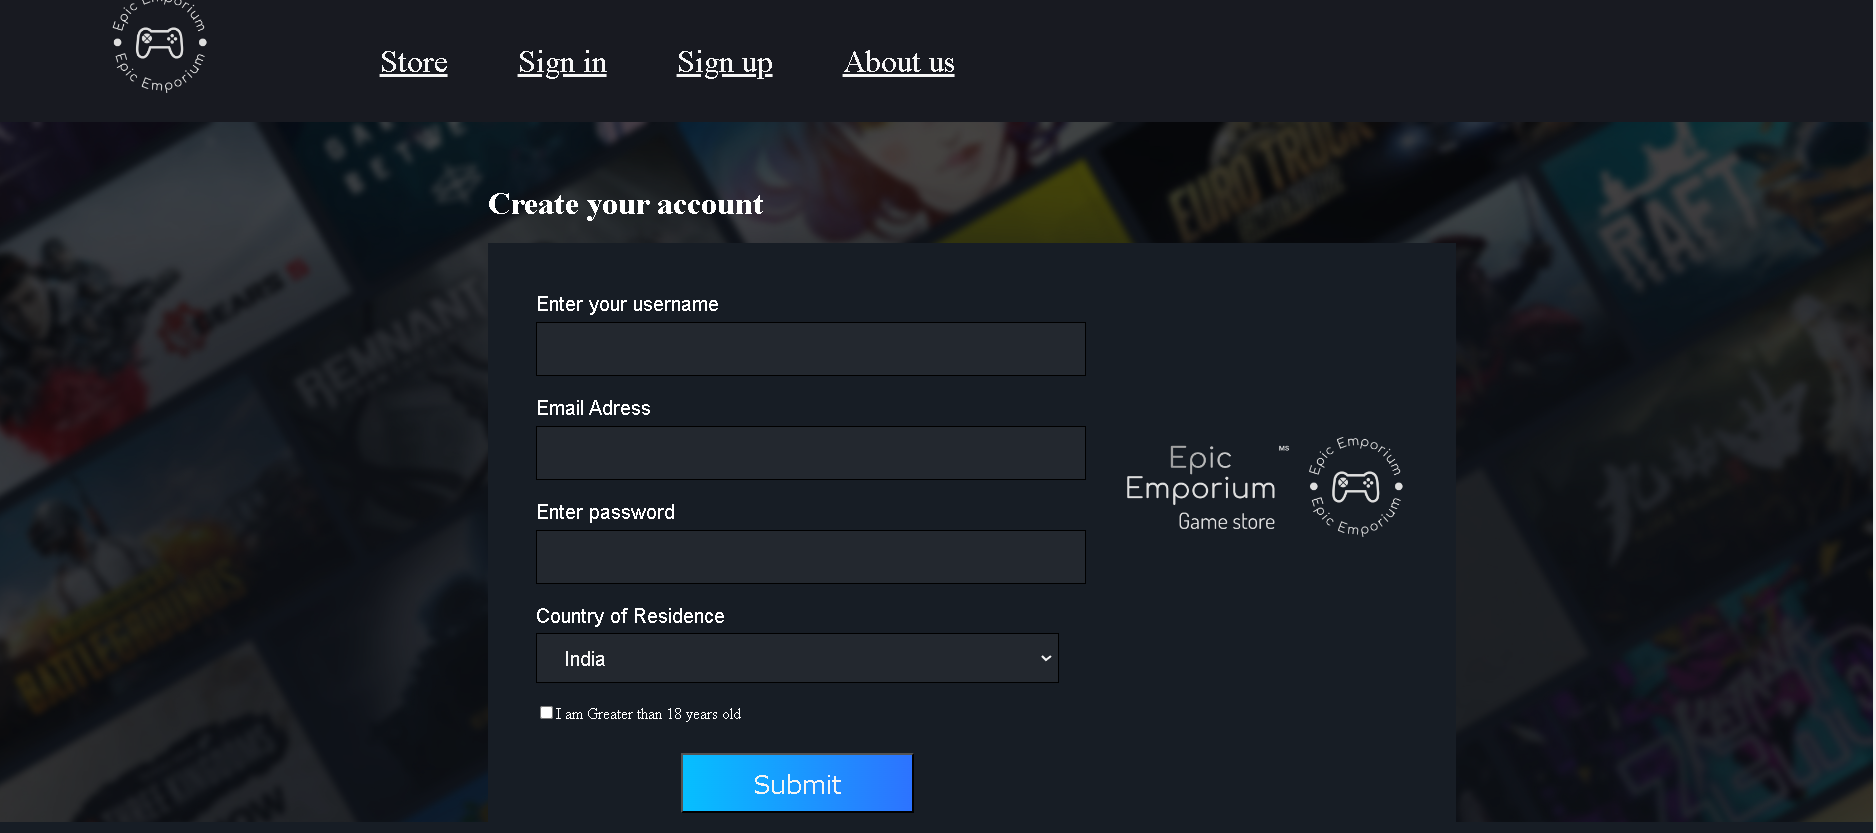 Epic Emporium
Epic Emporium
Store
Sign in
Sign up
About us
EURO TRUCK
RAFT
GEARS 5
REMNANT
BATTLEGROUNDS
Create your account
Enter your username
Email Adress
Enter password
Country of Residence
India
I am Greater than 18 years old
Submit
Epic
Emporium
MS
Game store
Epic Emporium
Epic Emporium